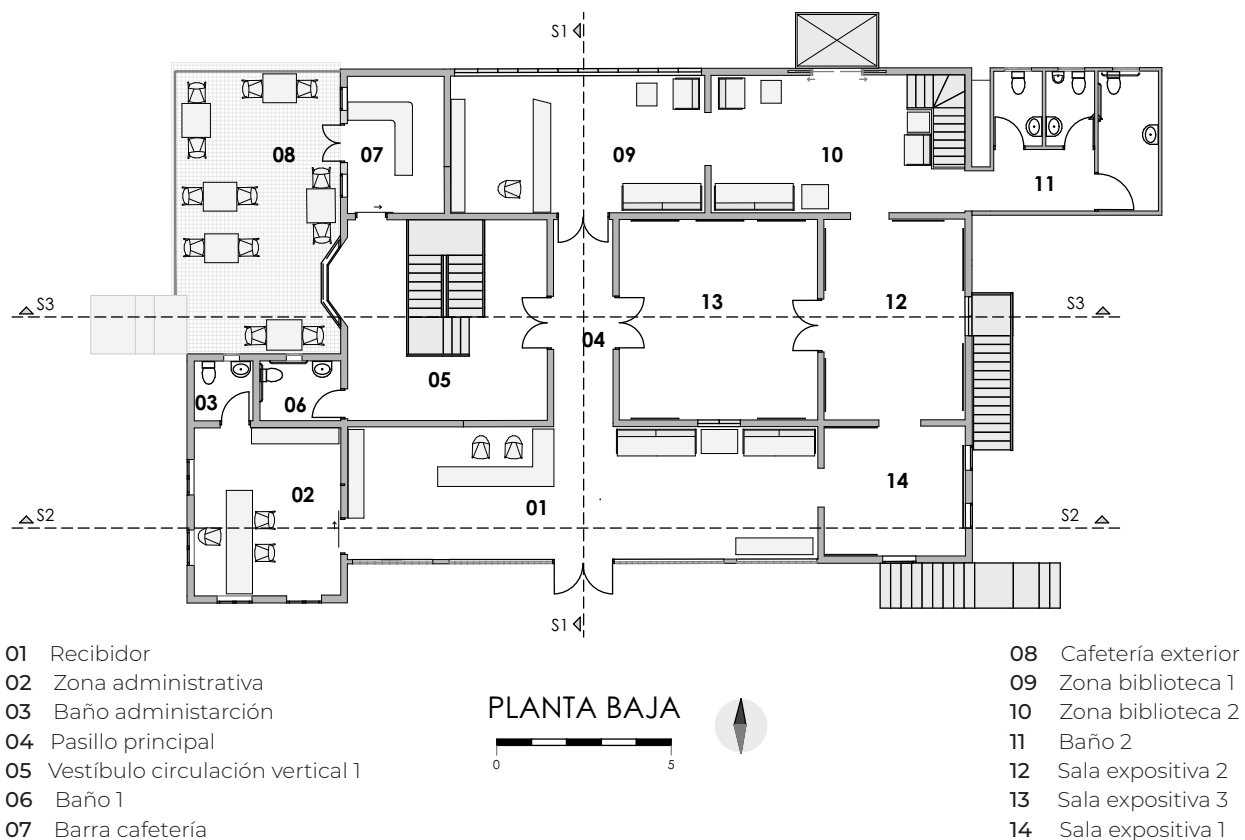 S1
08
07
09
10
11
S3
13
12
S3
04
05
03
06
02
14
01
S2
S2
S1
01 Recibidor
02 Zona administrativa
03 Baño administarción
04 Pasillo principal
05 Vestíbulo circulación vertical 1
06 Baño 1
07 Barra cafetería
PLANTA BAJA
0 5
08 Cafetería exterior
09 Zona biblioteca 1
10 Zona biblioteca 2
11 Baño 2
12 Sala expositiva 2
13 Sala expositiva 3
14 Sala expositiva 1